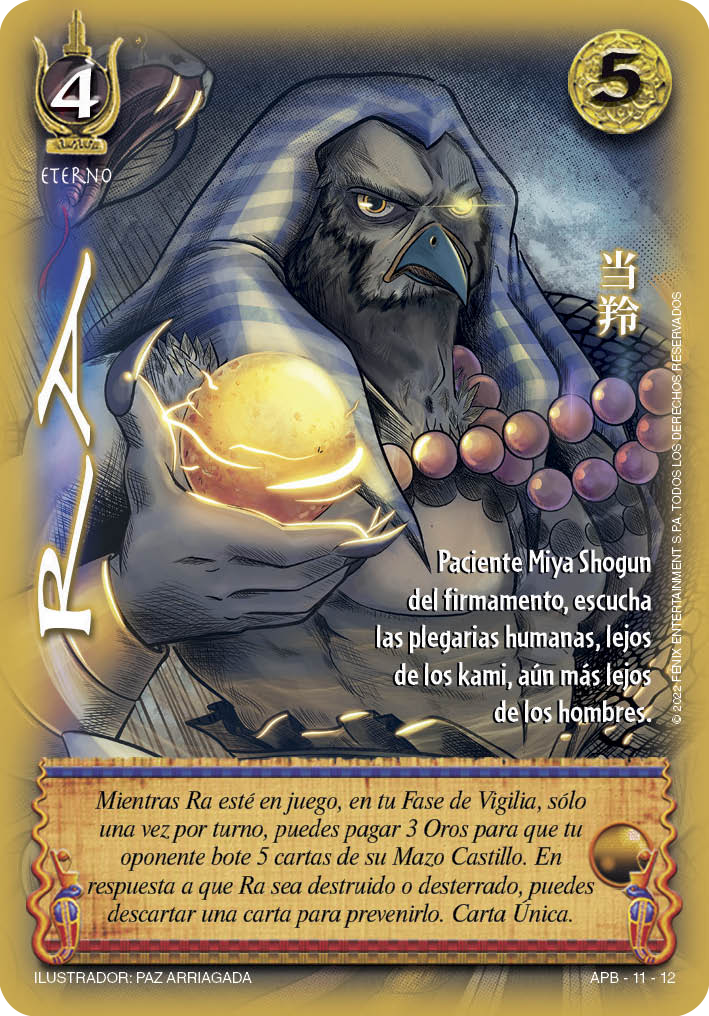 4
5
ETERNO
RA
当
羚
Paciente Miya Shogun
del firmamento, escucha
las plegarias humanas, lejos
de los kami, aún más lejos
de los hombres.
© 2022 FENIX ENTERTAINMENT S.PA. TODOS LOS DERECHOS RESERVADOS
Mientras Ra esté en juego, en tu Fase de Vigilia, sólo
una vez por turno, puedes pagar 3 Oros para que tu
oponente bote 5 cartas de su Mazo Castillo. En
respuesta a que Ra sea destruido o desterrado, puedes
descartar una carta para prevenirlo. Carta Única.
ILUSTRADOR: PAZ ARRIAGADA
APB - 11 - 12